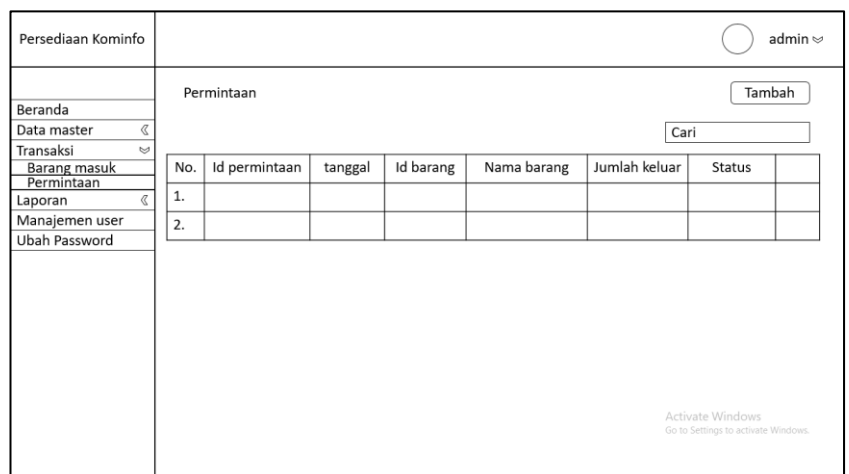 Persediaan Kominfo
admin
Beranda
Data master
Transaksi
Barang masuk
Permintaan
Laporan
Manajemen user
Ubah Password
Permintaan
Tambah
Cari
No. Id permintaan tanggal Id barang Nama barang Jumlah keluar Status
1.
2.
Activate Windows
Go to Settings to activate Windows.